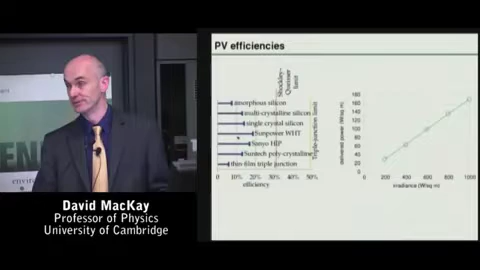 PV efficiencies
Shockley-
Queisser
limit
amorphous silicon
multi-crystalline silicon
single crystal silicon
Sunpower WHT
Sanyo HIP
Suntech poly-crystalline
thin-film triple junction
Triple-junction limit
0
10%
20%
30%
40%
50%
efficiency
180
160
140
120
100
80
60
40
20
0
delivered power (W/sq m)
0
200
400
600
800
1000
irradiance (W/sq m)
David MacKay
Professor of Physics
University of Cambridge